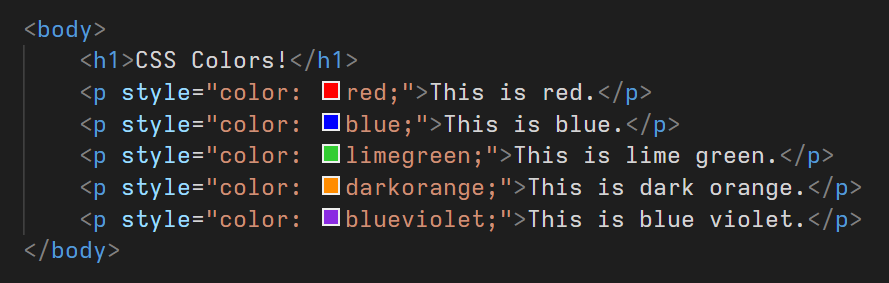 <body>
    <h1>CSS Colors!</h1>
    <p style="color: red;">This is red.</p>
    <p style="color: blue;">This is blue.</p>
    <p style="color: limegreen;">This is lime green.</p>
    <p style="color: darkorange;">This is dark orange.</p>
    <p style="color: blueviolet;">This is blue violet.</p>
</body>